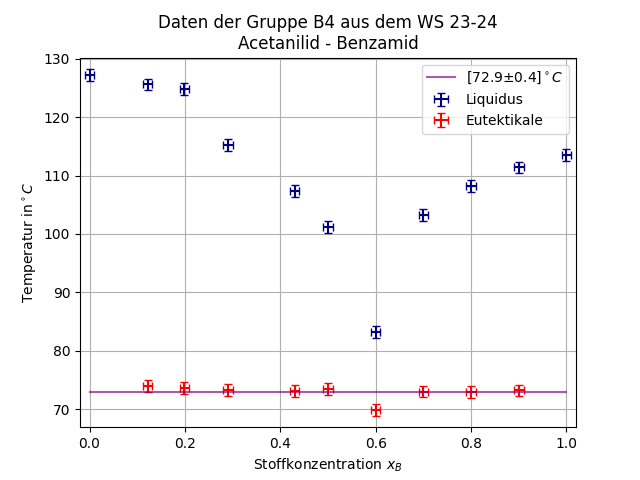 Daten der Gruppe B4 aus dem WS 23-24
Acetanilid - Benzamid
[72.9±0.4]°C
Liquidus
Eutektikale
Temperatur in°C
130
120
110
100
90
80
70
0.0 0.2 0.4 0.6 0.8 1.0
Stoffkonzentration x_B